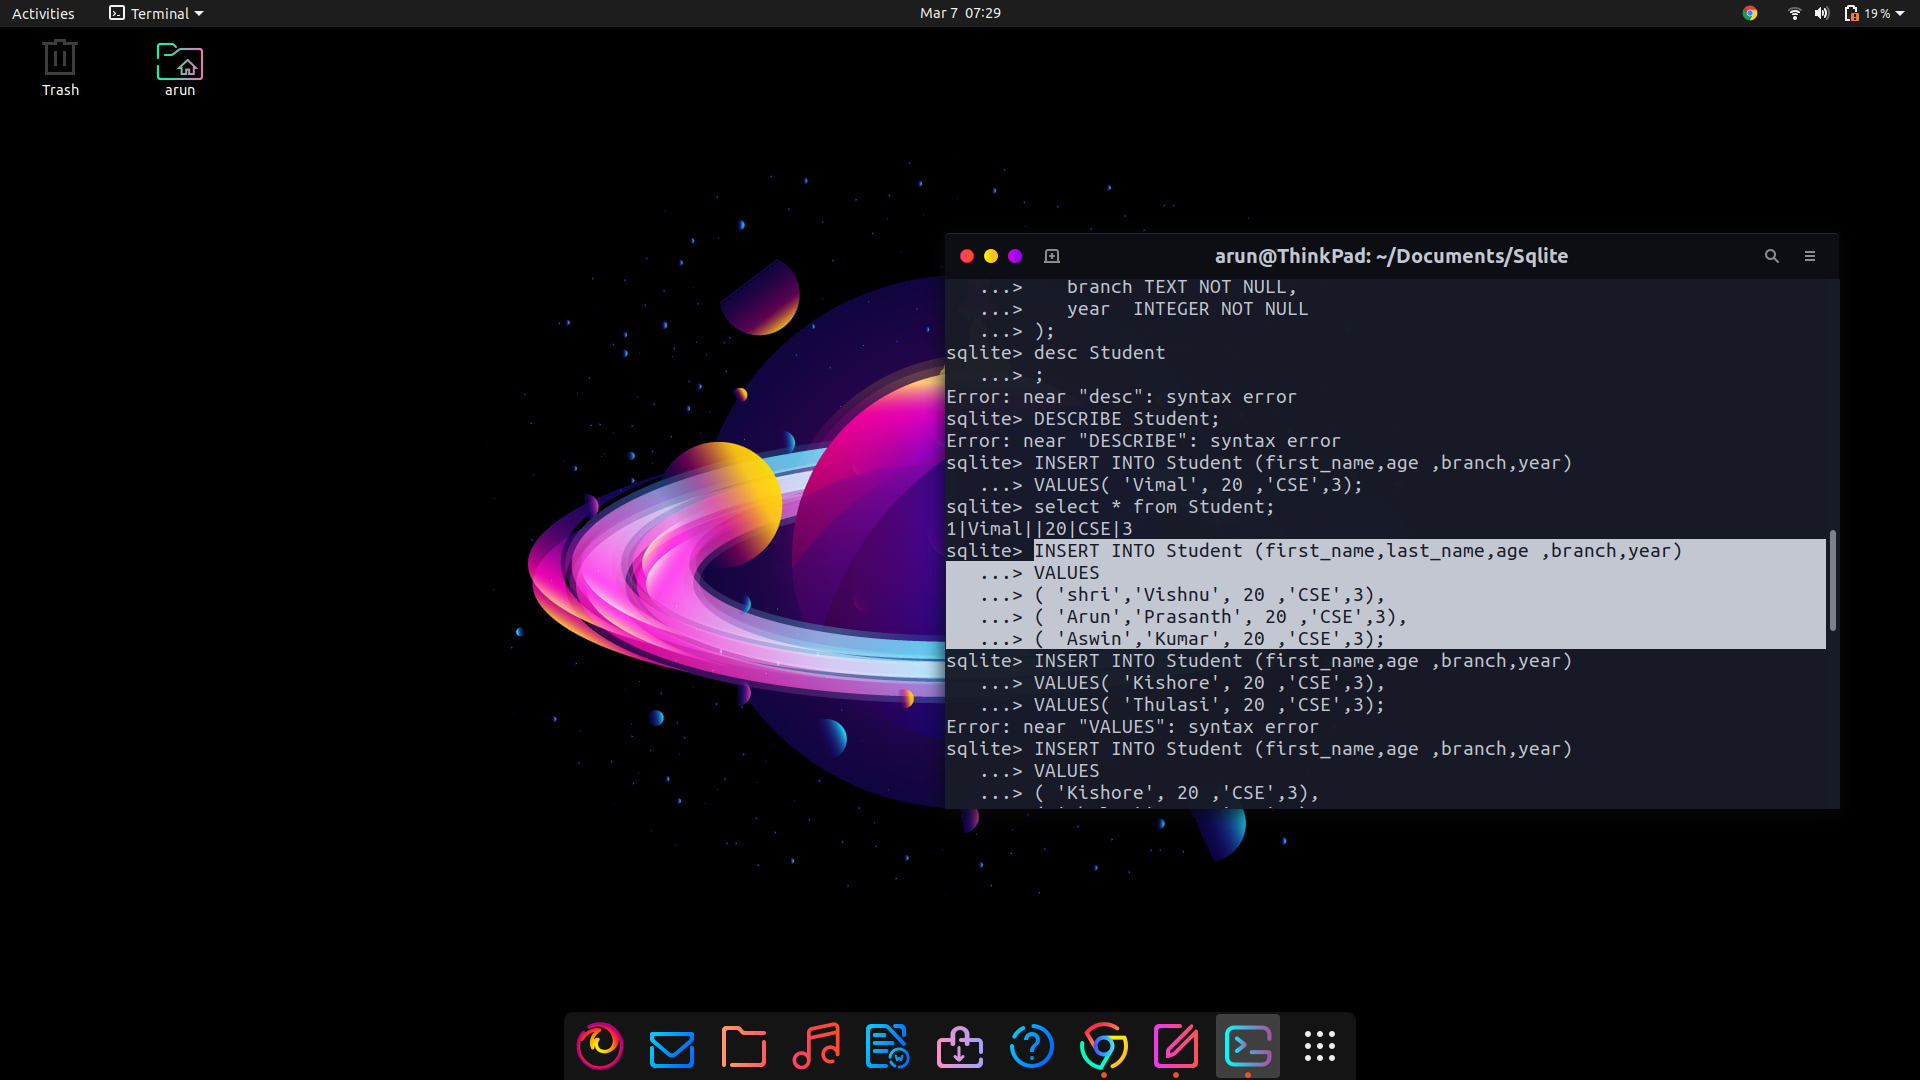 Activities
Terminal
Mar 7 07:29
19 %
Trash
arun
arun@ThinkPad: ~/Documents/Sqlite
...> branch TEXT NOT NULL,
...> year INTEGER NOT NULL
...> );
sqlite> desc Student
...> ;
Error: near "desc": syntax error
sqlite> DESCRIBE Student;
Error: near "DESCRIBE": syntax error
sqlite> INSERT INTO Student (first_name,age ,branch,year)
...> VALUES( 'Vimal', 20 ,'CSE',3);
sqlite> select * from Student;
1|Vimal||20|CSE|3
sqlite> INSERT INTO Student (first_name,last_name,age ,branch,year)
...> VALUES
...> ( 'shri','Vishnu', 20 ,'CSE',3),
...> ( 'Arun','Prasanth', 20 ,'CSE',3),
...> ( 'Aswin','Kumar', 20 ,'CSE',3);
sqlite> INSERT INTO Student (first_name,age ,branch,year)
...> VALUES( 'Kishore', 20 ,'CSE',3),
...> VALUES( 'Thulasi', 20 ,'CSE',3);
Error: near "VALUES": syntax error
sqlite> INSERT INTO Student (first_name,age ,branch,year)
...> VALUES
...> ( 'Kishore', 20 ,'CSE',3),